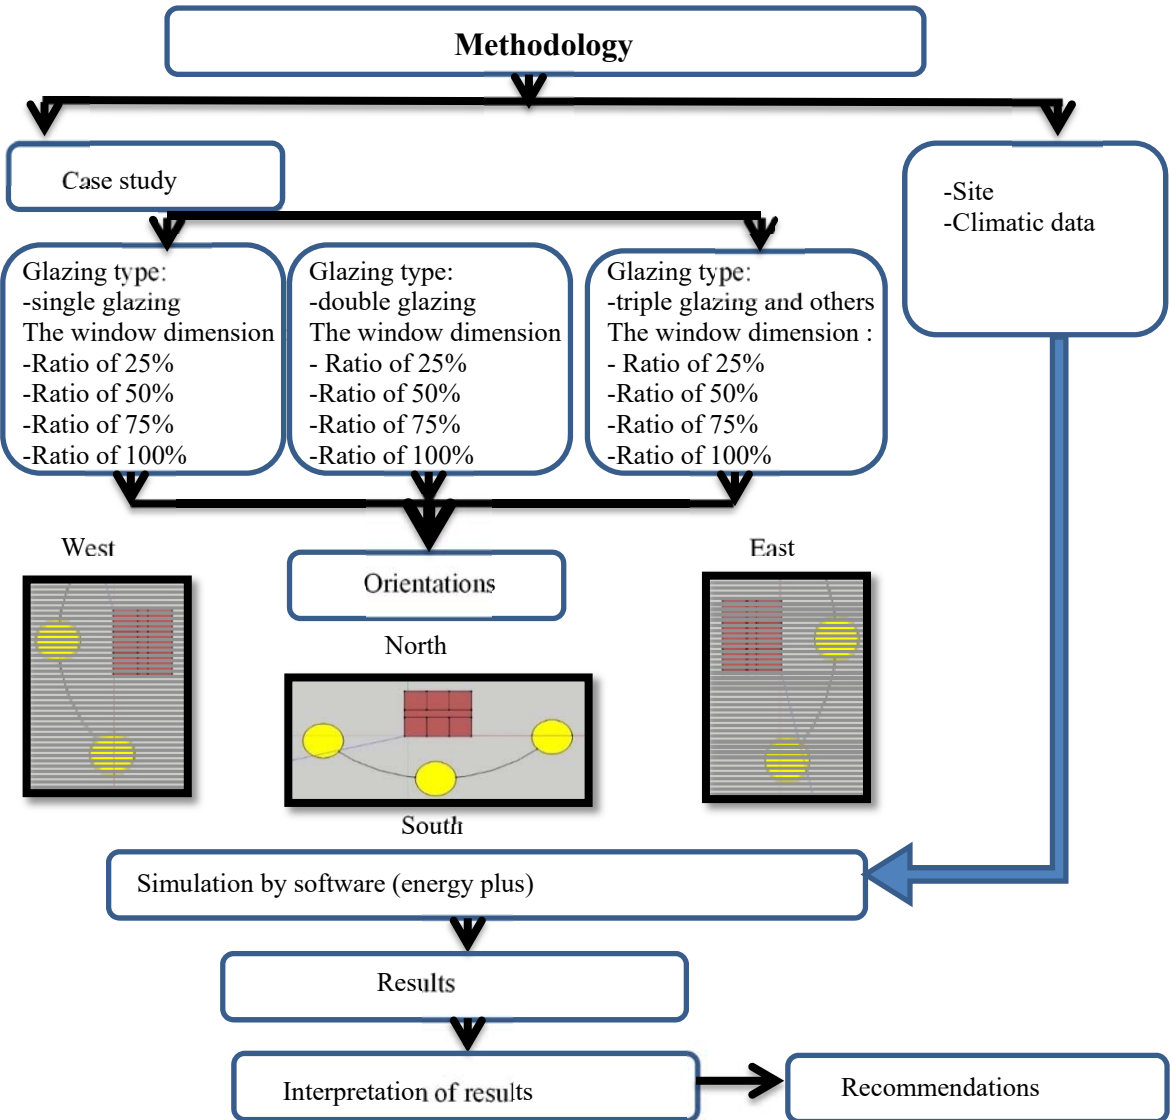 Methodology
Case study
-Site
-Climatic data
Glazing type:
-single glazing
The window dimension
-Ratio of 25%
-Ratio of 50%
-Ratio of 75%
-Ratio of 100%
Glazing type:
-double glazing
The window dimension
- Ratio of 25%
-Ratio of 50%
-Ratio of 75%
-Ratio of 100%
Glazing type:
-triple glazing and others
The window dimension :
- Ratio of 25%
-Ratio of 50%
-Ratio of 75%
-Ratio of 100%
West
Orientations
East
North
South
Simulation by software (energy plus)
Results
Interpretation of results
Recommendations